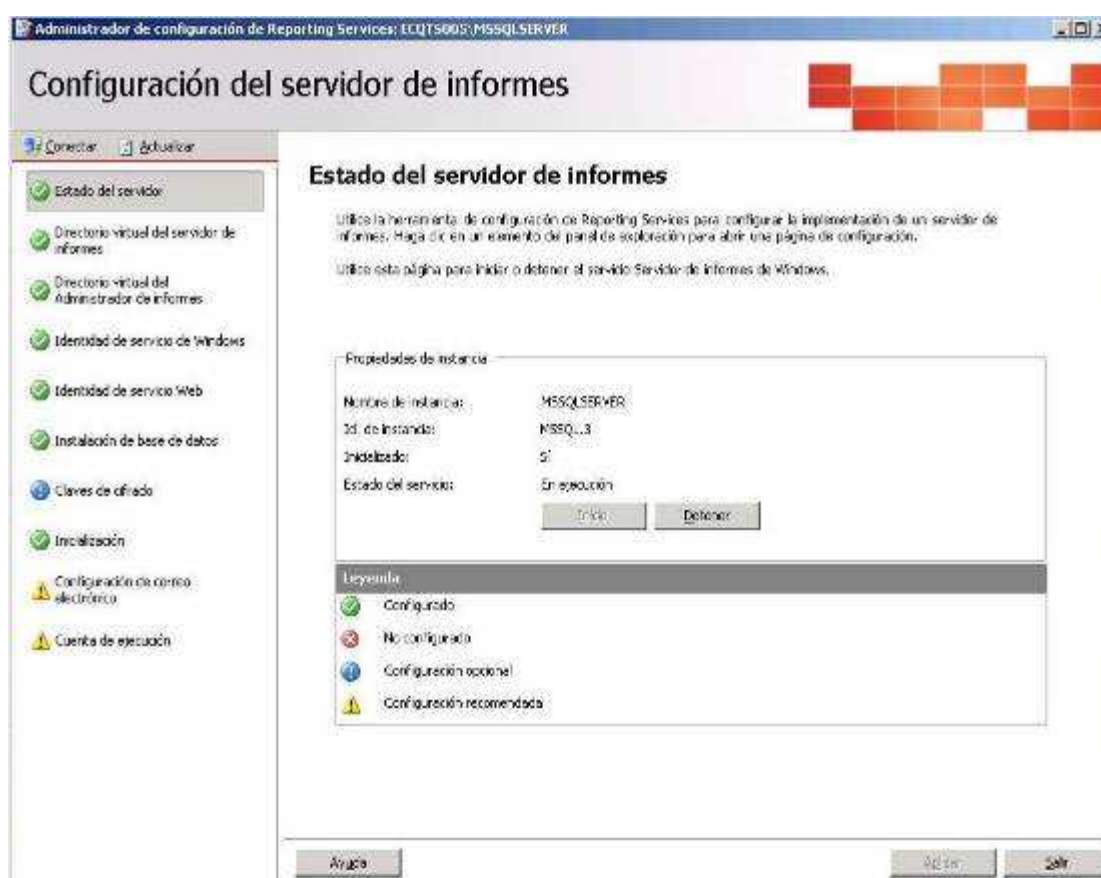 Administrador de configuración de Reporting Services: ECQTS005\MSSQLSERVER
Configuración del servidor de informes
Conectar Actualizar
Estado del servidor
Directorio virtual del servidor de
informes
Directorio virtual del
Administrador de informes
Identidad de servicio de Windows
Identidad de servicio Web
Instalación de base de datos
Claves de cifrado
Inicialización
Configuración de correo
electrónico
Cuenta de ejecución
Estado del servidor de informes
Utilice la herramienta de configuración de Reporting Services para configurar la implementación de un servidor de
informes. Haga clic en un elemento del panel de exploración para abrir una página de configuración.
Utilice esta página para iniciar o detener el servicio Servidor de informes de Windows.
Propiedades de instancia
Nombre de instancia: MSSQLSERVER
Id. de instancia: MSSQL.3
Inicializado: Sí
Estado del servicio: En ejecución
Inicio Detener
Leyenda
Configurado
No configurado
Configuración opcional
Configuración recomendada
Ayuda Aplicar Salir